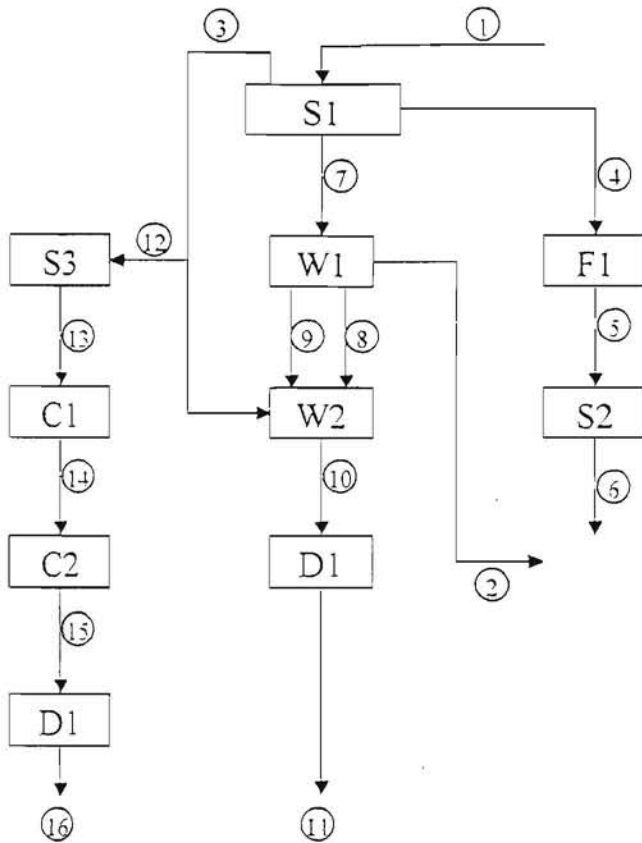 ③ ①
S1
⑦ ④
⑫
S3 W1 F1
⑬ ⑨ ⑧ ⑤
C1 W2 S2
⑭ ⑩ ⑥
C2 D1
②
⑮
D1
⑯ ⑪